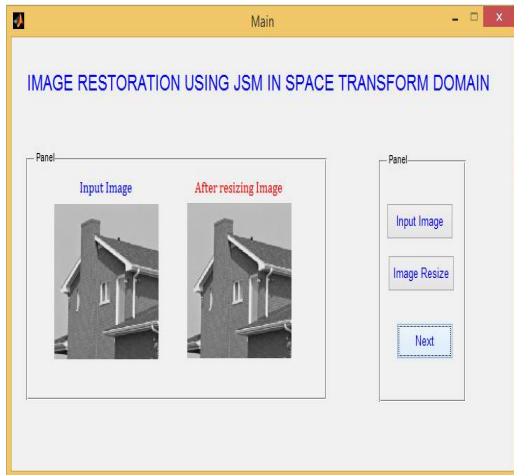 Main
IMAGE RESTORATION USING JSM IN SPACE TRANSFORM DOMAIN
Panel
Input Image
After resizing Image
Panel
Input Image
Image Resize
Next